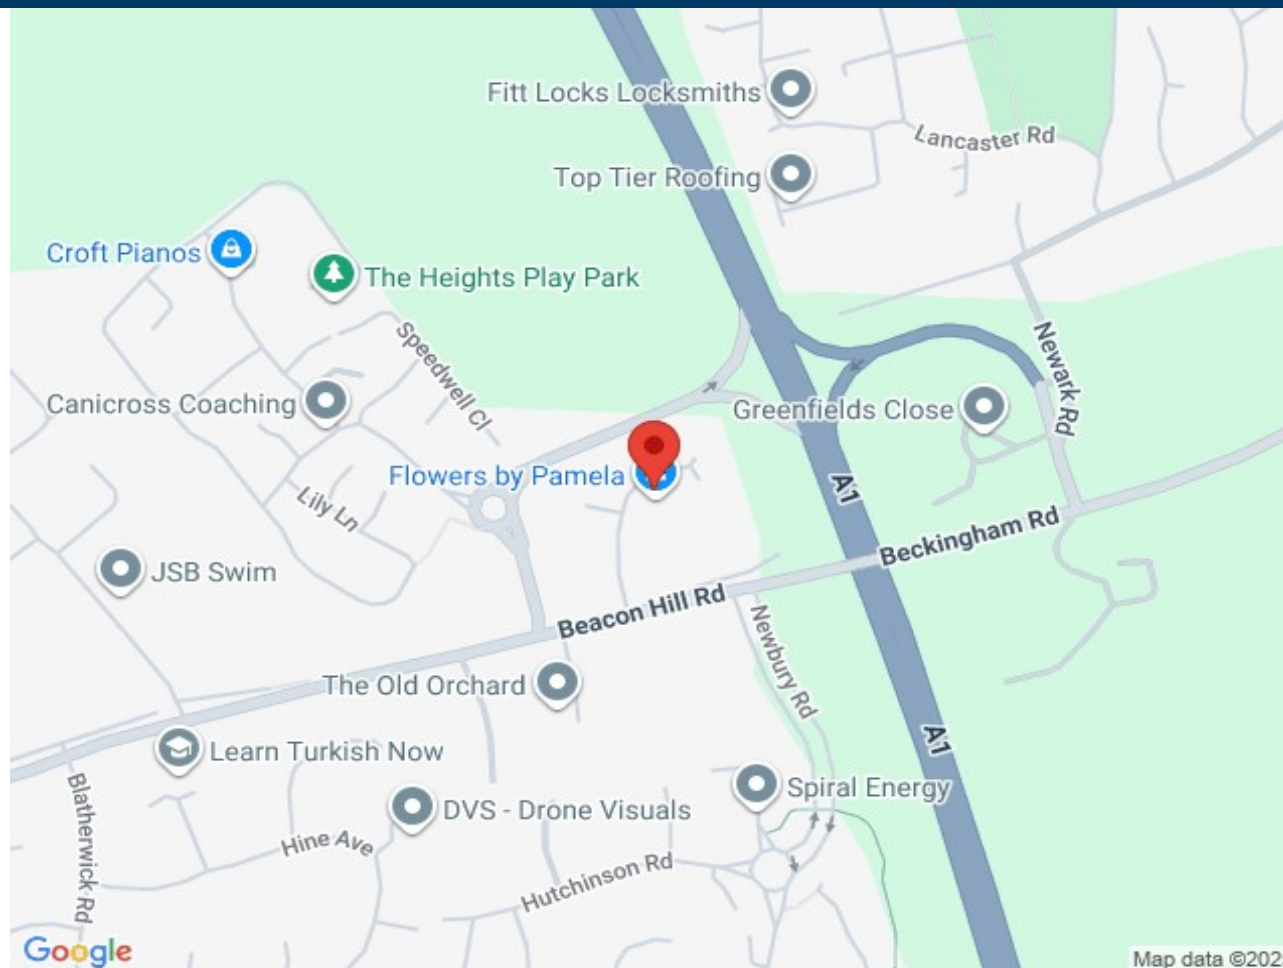 Fitt Locks Locksmiths
Lancaster Rd
Top Tier Roofing
Croft Pianos
The Heights Play Park
Speedwell Cl
Newark Rd
Canicross Coaching
Greenfields Close
Flowers by Pamela
A1
Lily Ln
Beckingham Rd
JSB Swim
Beacon Hill Rd
Newbury Rd
The Old Orchard
A1
Learn Turkish Now
Spiral Energy
Blatherwick Rd
DVS - Drone Visuals
Hine Ave
Hutchinson Rd
Google
Map data ©202